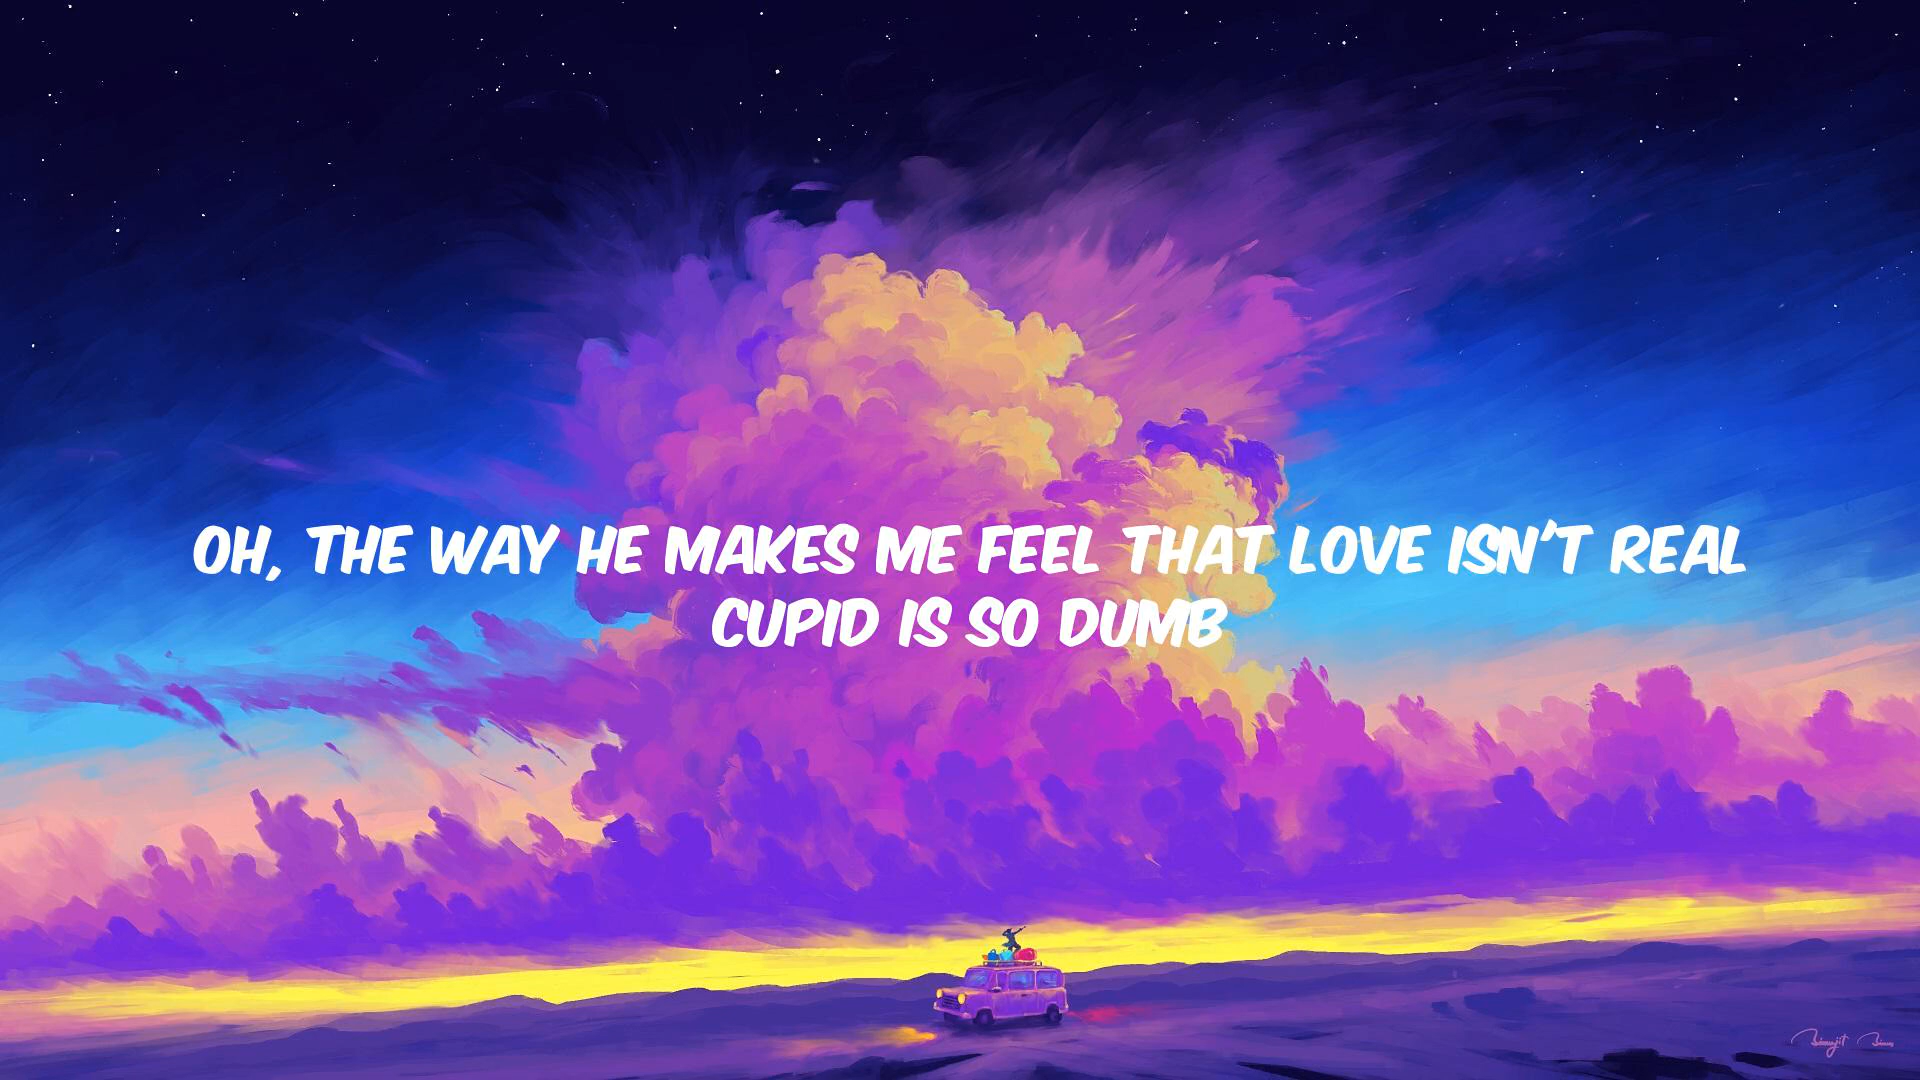 OH, THE WAY HE MAKES ME FEEL THAT LOVE ISN'T REAL
CUPID IS SO DUMB